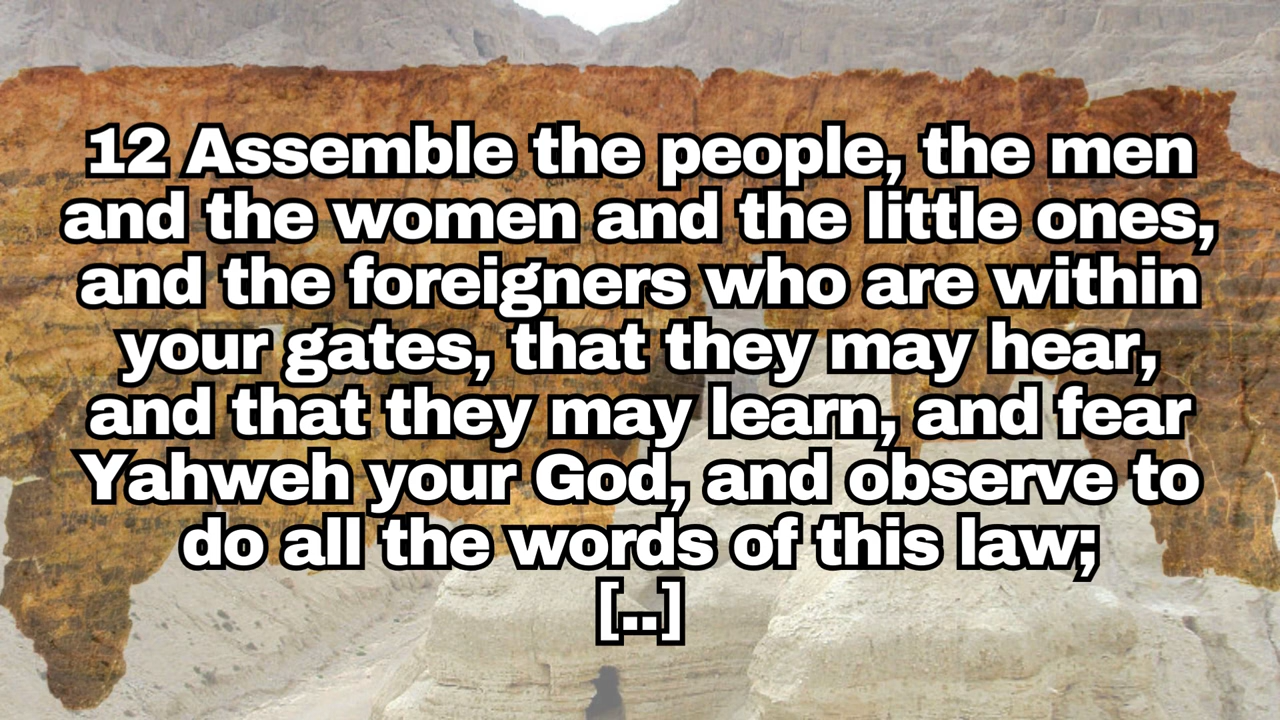 12 Assemble the people, the men
and the women and the little ones,
and the foreigners who are within
your gates, that they may hear,
and that they may learn, and fear
Yahweh your God, and observe to
do all the words of this law;
[..]